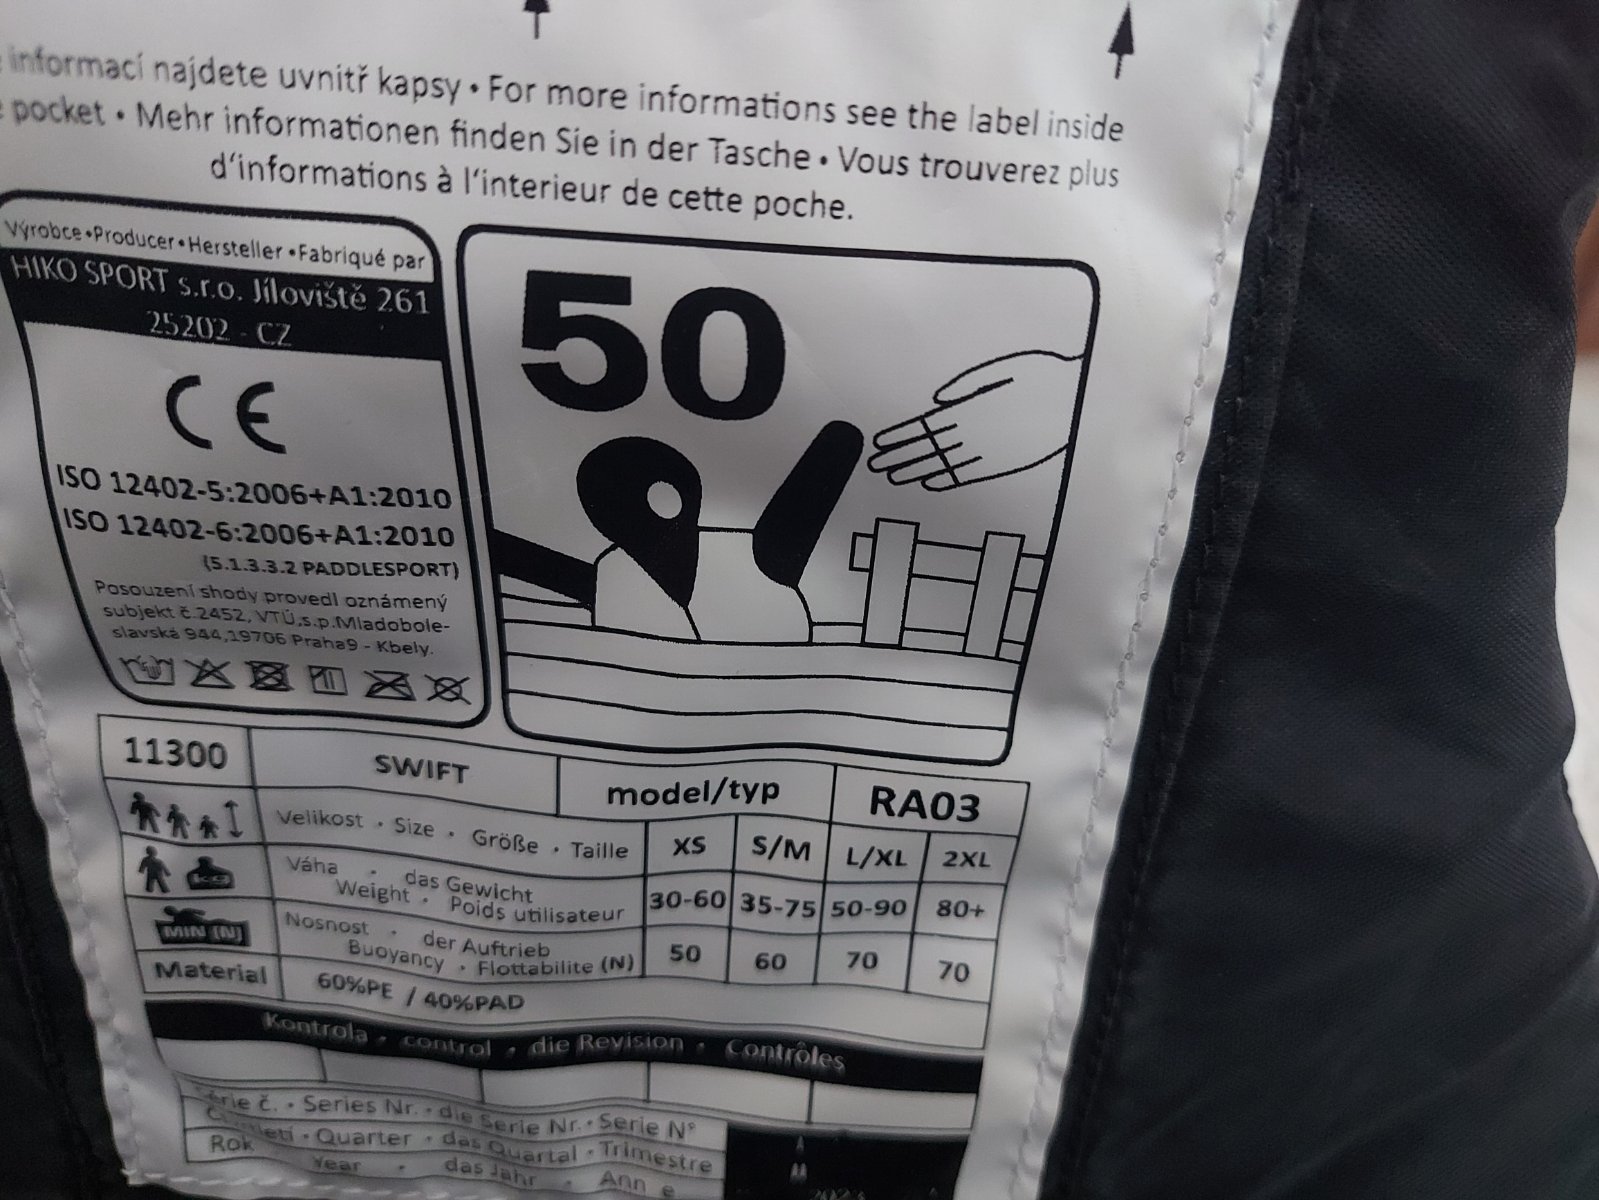 informací najdete uvnitř kapsy • For more informations see the label inside
pocket • Mehr informationen finden Sie in der Tasche • Vous trouverez plus
d'informations à l'interieur de cette poche.
Výrobce•Producer•Hersteller•Fabriqué par
HIKO SPORT s.r.o. Jíloviště 261
25202 - CZ
CE
ISO 12402-5:2006+A1:2010
ISO 12402-6:2006+A1:2010
(5.1.3.3.2 PADDLESPORT)
Posouzení shody provedl oznámený
subjekt č.2452, VTÚ,s.p.Mladobole-
slavská 944,19706 Praha9 - Kbely.
50
11300 SWIFT model/typ RA03
Velikost • Size • Größe • Taille XS S/M L/XL 2XL
Váha • das Gewicht
Weight • Poids utilisateur 30-60 35-75 50-90 80+
KG
Nosnost • der Auftrieb
Buoyancy • Flottabilite (N) 50 60 70 70
MIN (N)
Material 60%PE / 40%PAD
Kontrola • control • die Revision • Contrôles
č. • Series Nr. • die Serie Nr. • Serie N°
• Quarter • das Quartal • Trimestre
Rok Year • das Jahr • Ann e